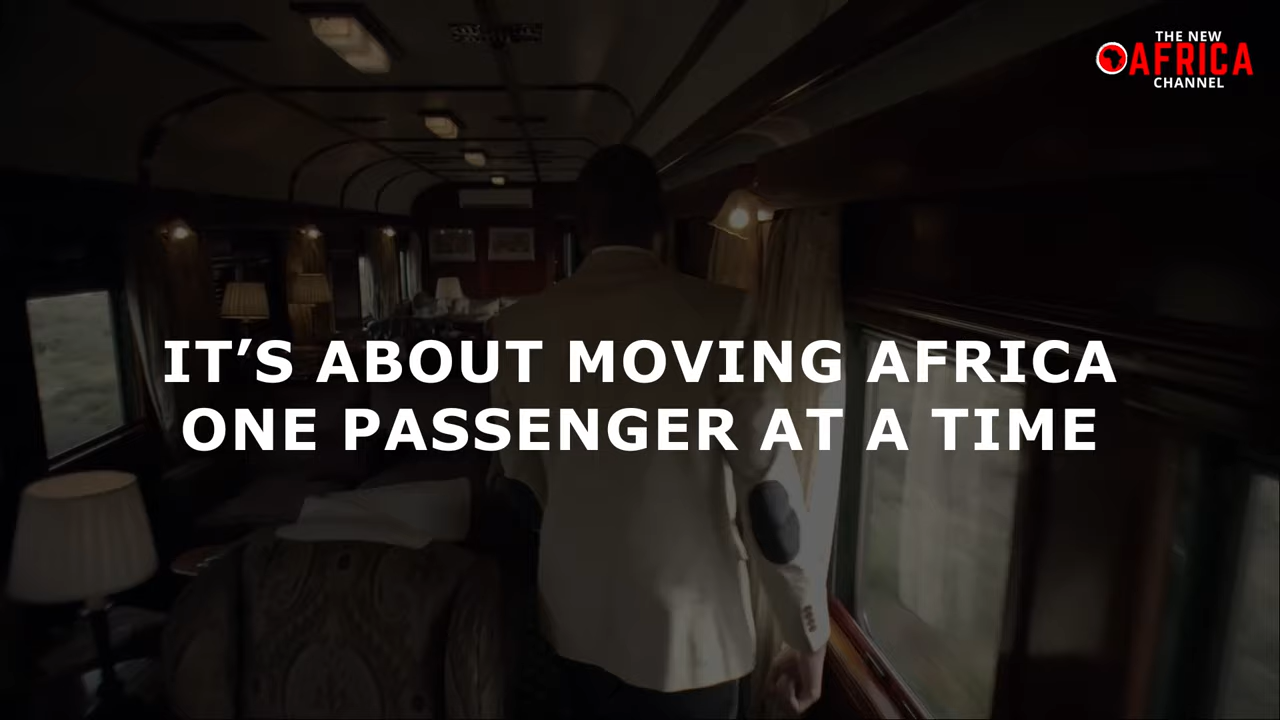 THE NEW
AFRICA
CHANNEL
IT’S ABOUT MOVING AFRICA
ONE PASSENGER AT A TIME